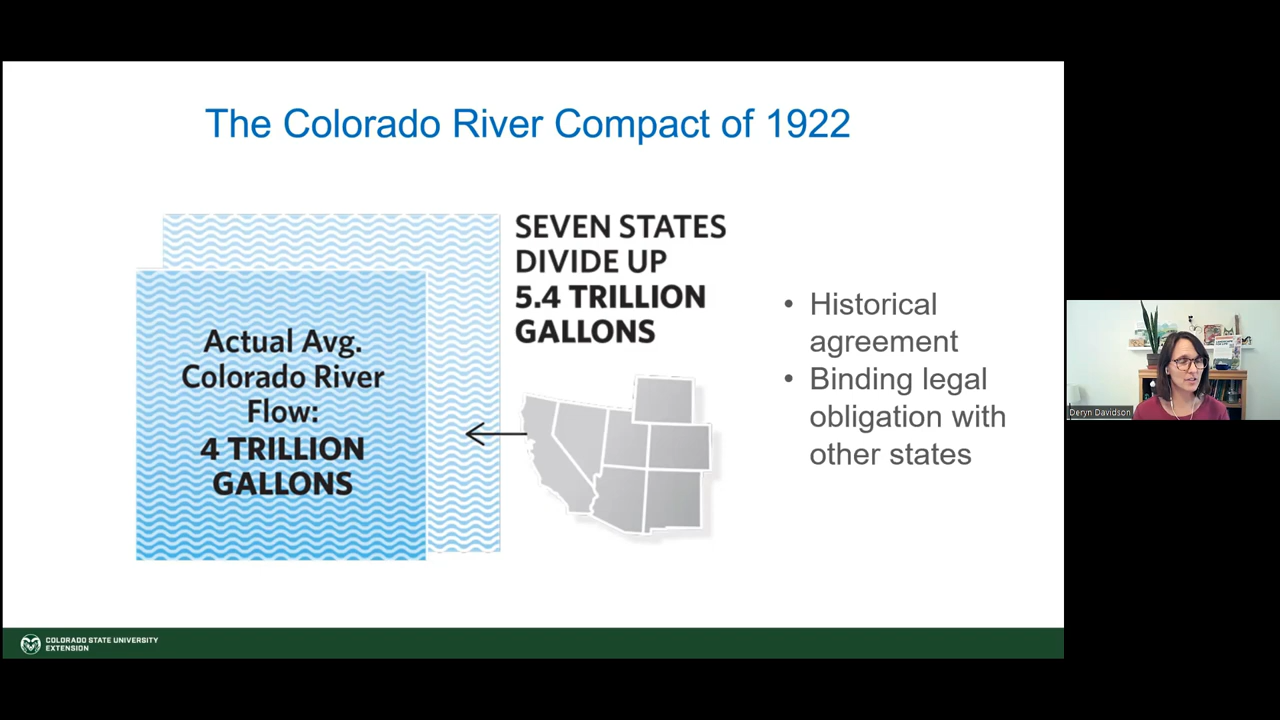 The Colorado River Compact of 1922
SEVEN STATES
DIVIDE UP
5.4 TRILLION
GALLONS
Actual Avg.
Colorado River
Flow:
4 TRILLION
GALLONS
• Historical
agreement
• Binding legal
obligation with
other states
Deryn Davidson
COLORADO STATE UNIVERSITY
EXTENSION